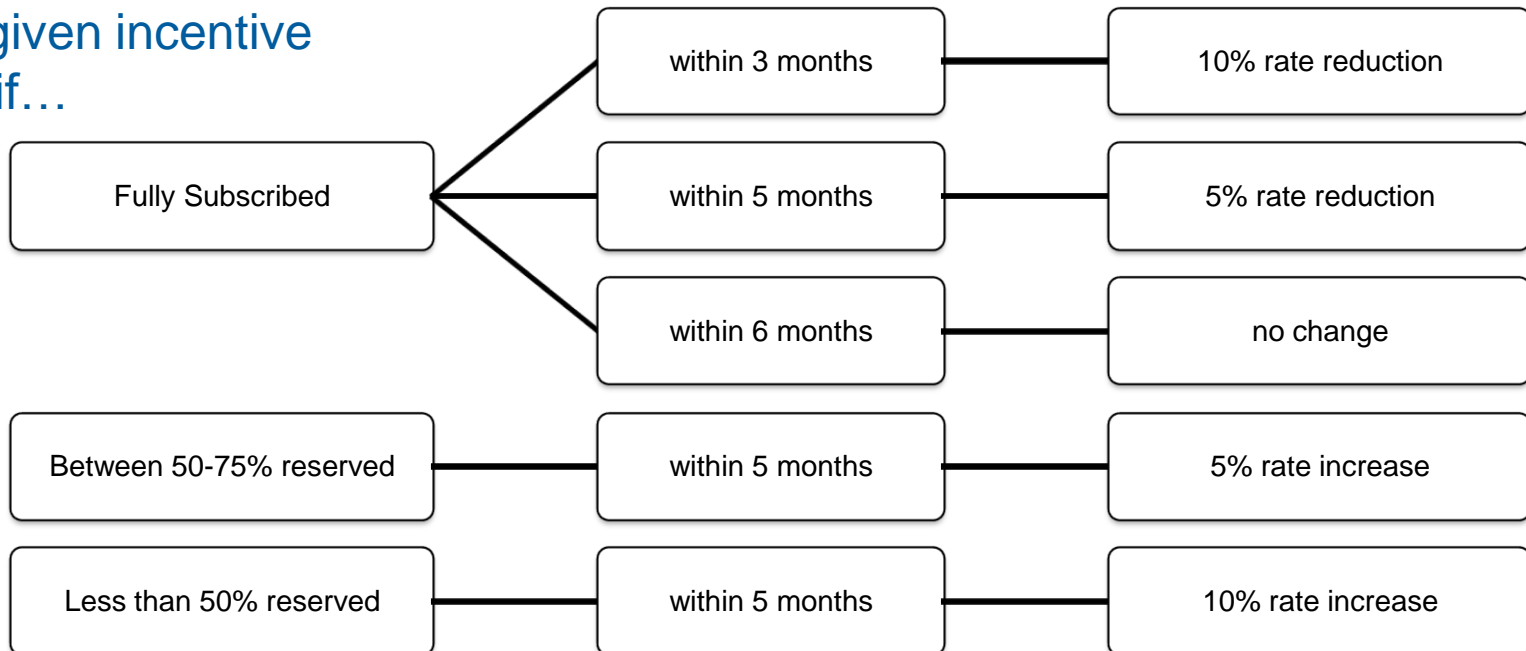 given incentive
if…
within 3 months
10% rate reduction
Fully Subscribed
within 5 months
5% rate reduction
within 6 months
no change
Between 50-75% reserved
within 5 months
5% rate increase
Less than 50% reserved
within 5 months
10% rate increase